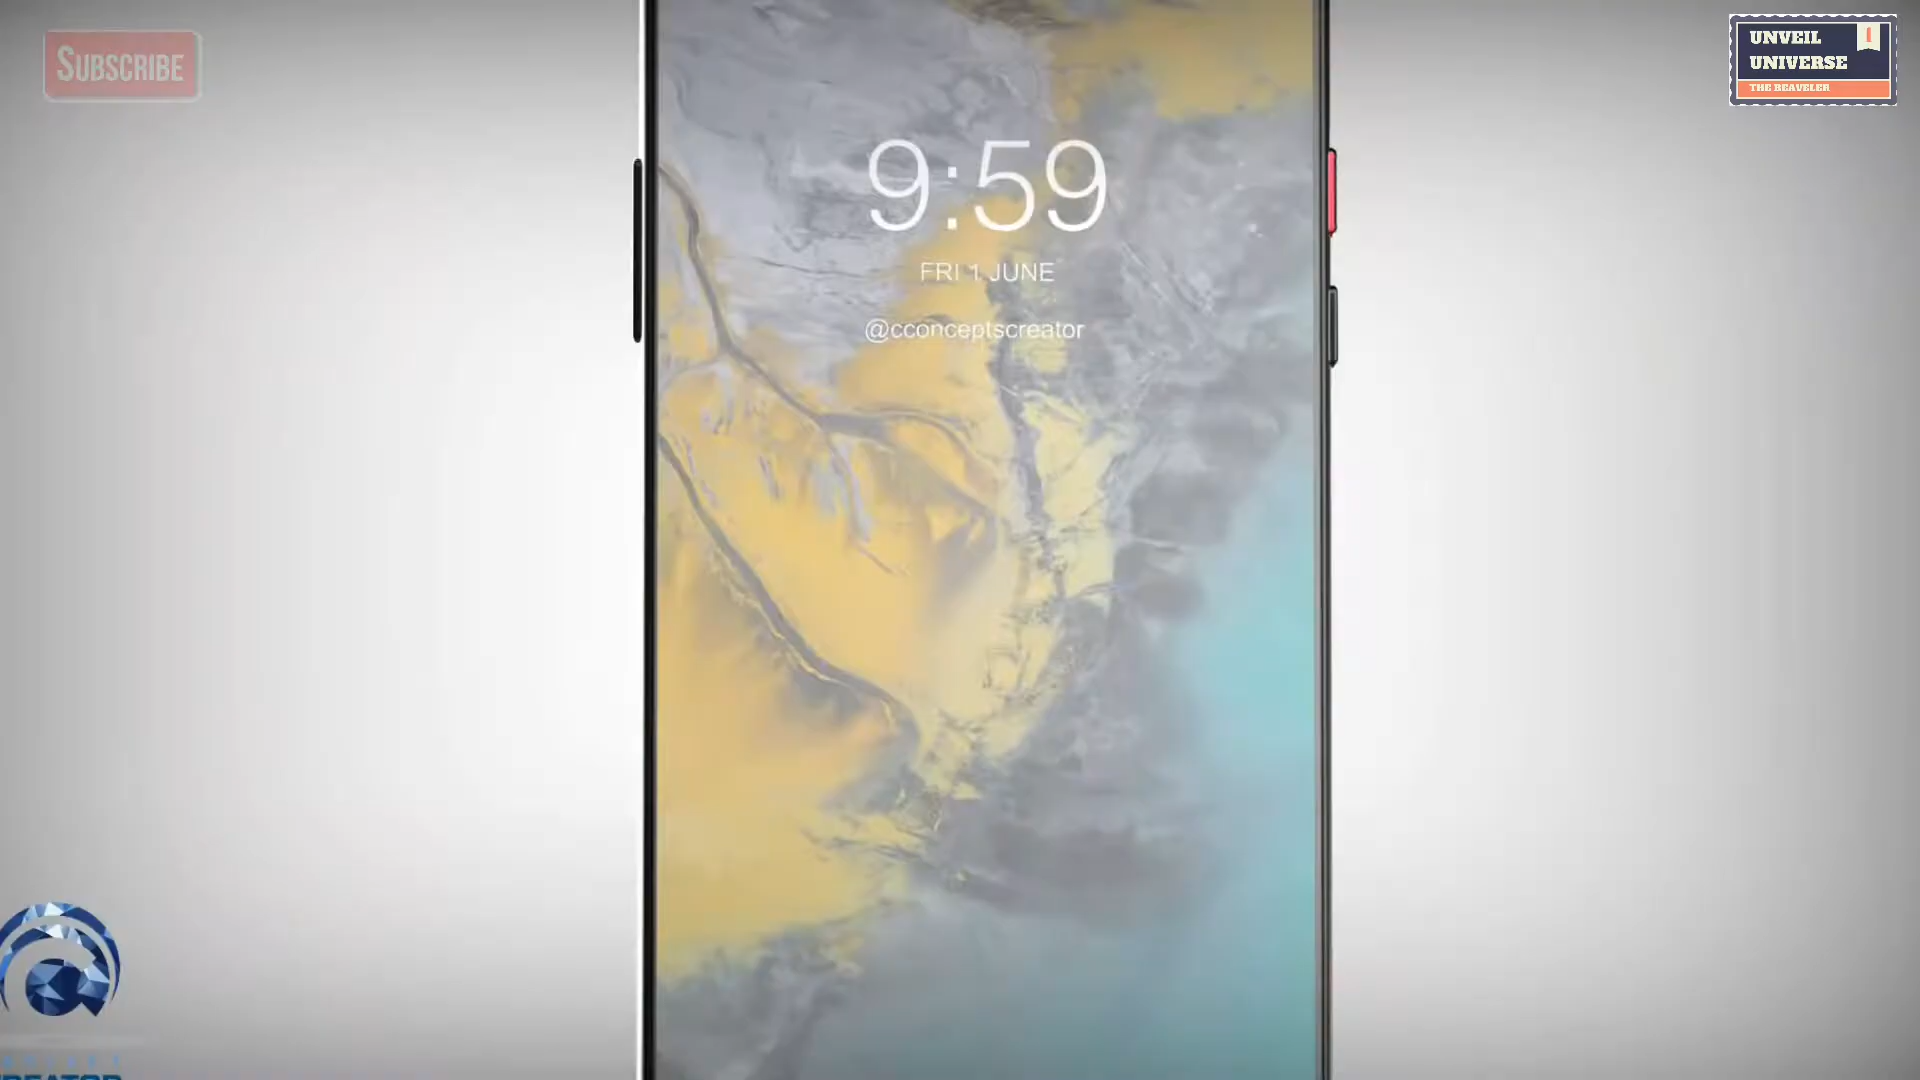 SUBSCRIBE
UNVEIL
UNIVERSE
THE REAVELER
9:59
FRI 1 JUNE
@cconceptscreator